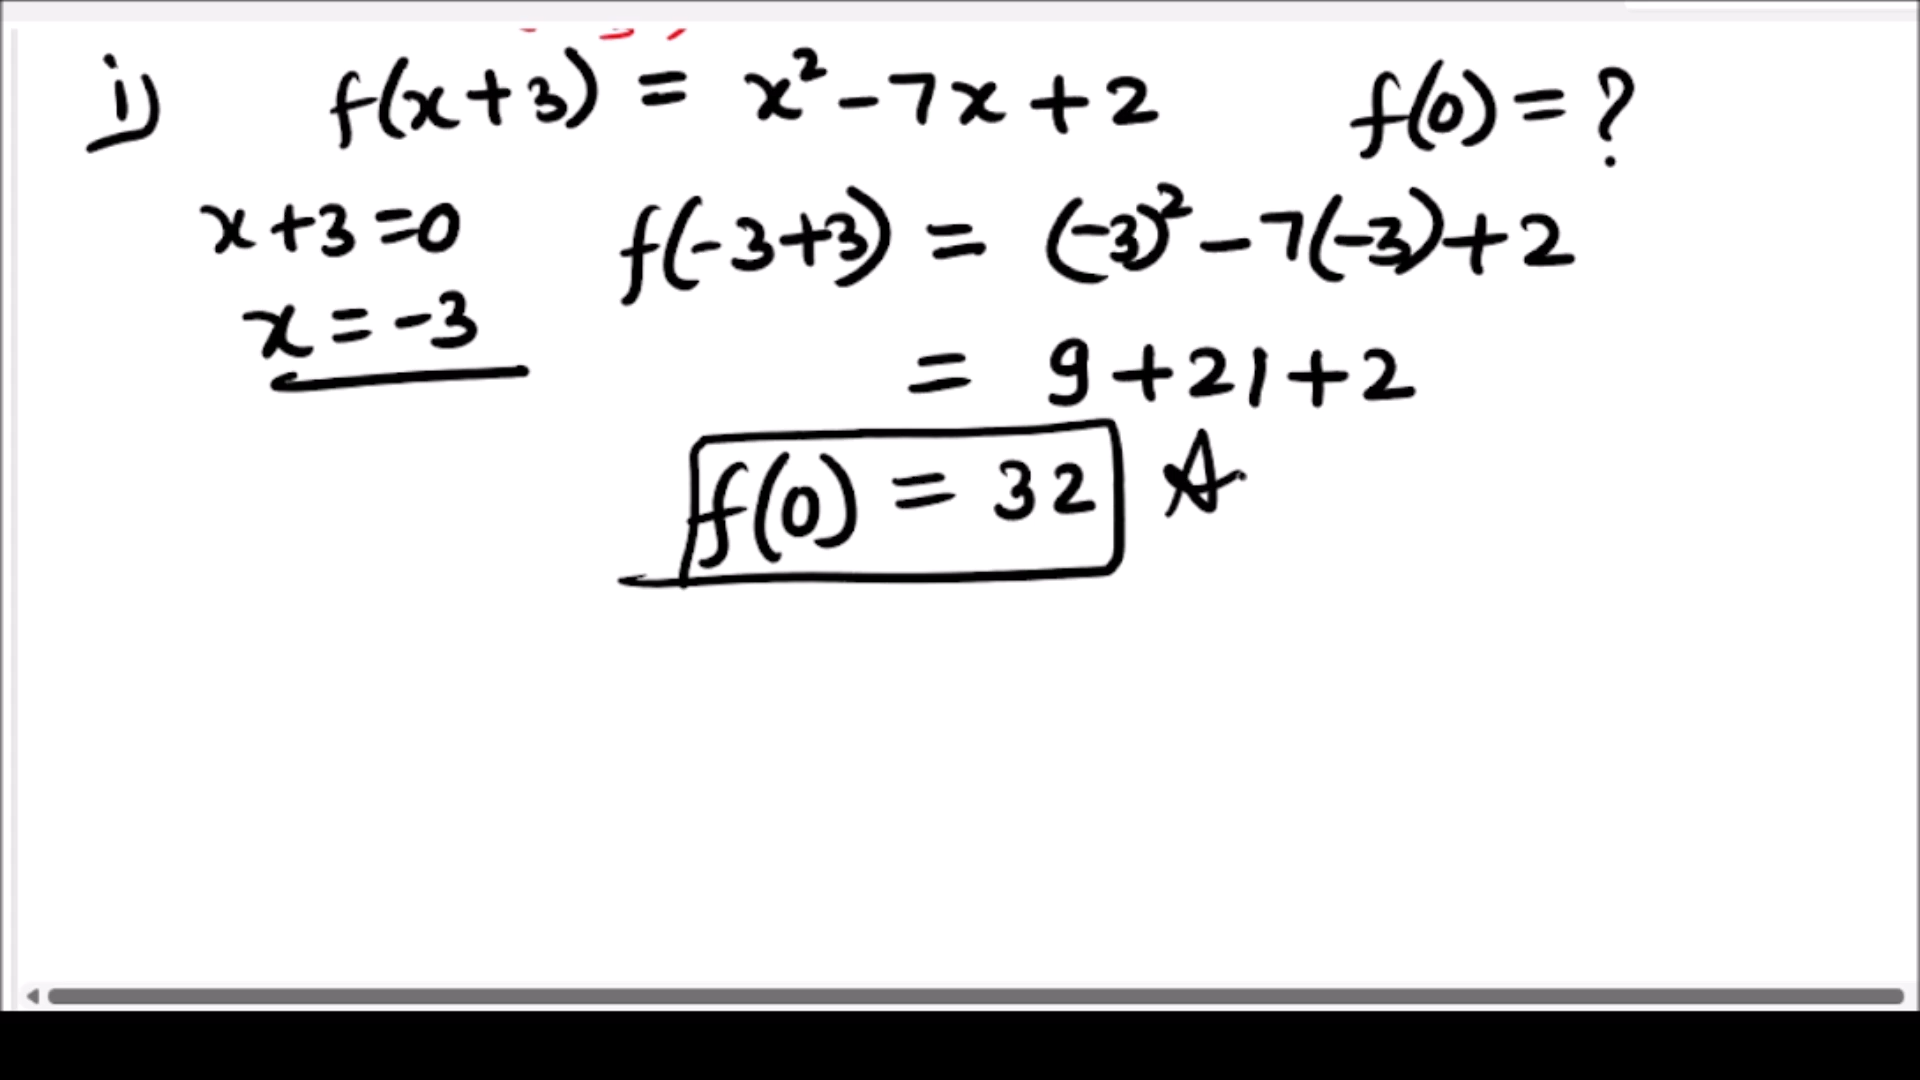 i) f(x+3) = x² - 7x + 2 f(0) = ?
x+3=0 f(-3+3) = (-3)² - 7(-3) + 2
x = -3 = 9+21+2
f(0) = 32 A